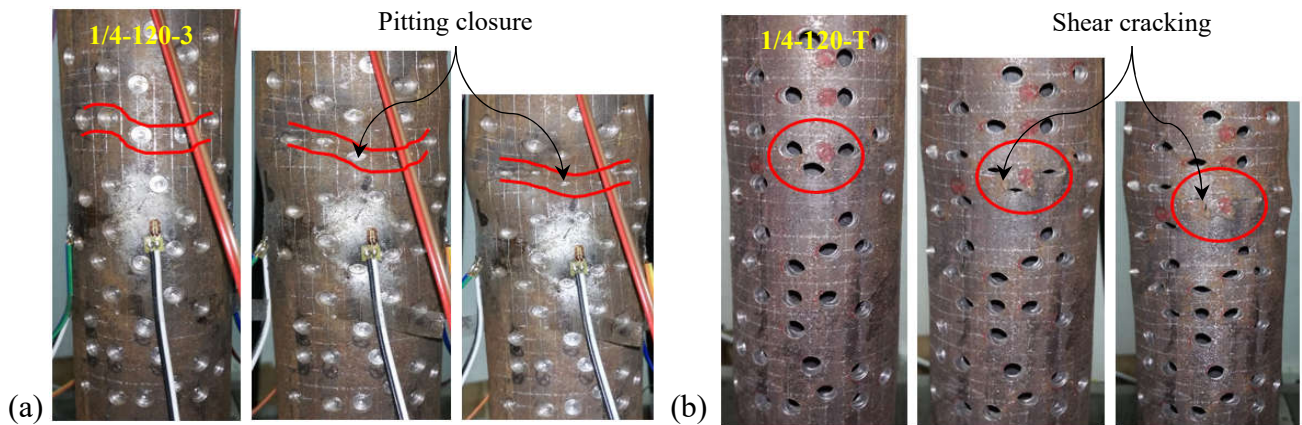 Pitting closure
1/4-120-3
(a)
Shear cracking
1/4-120-T
(b)